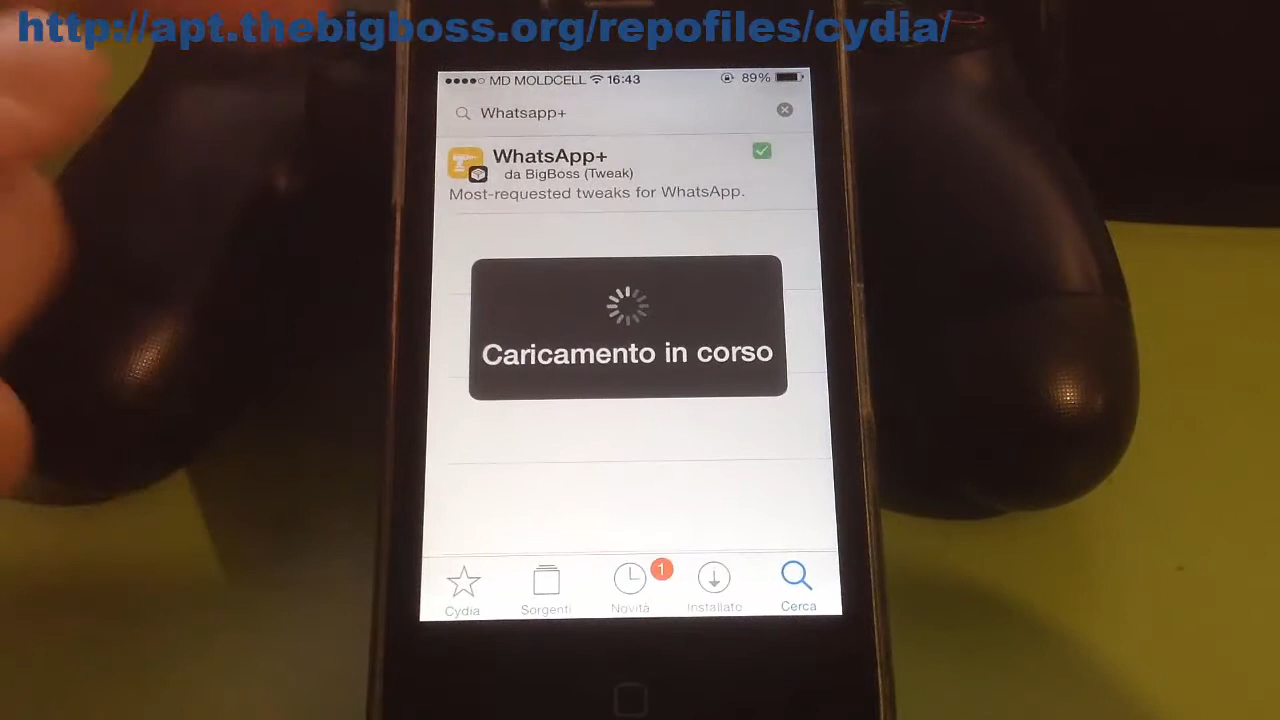 http://apt.thebigboss.org/repofiles/cydia/
MD MOLDCELL 16:43 89%
Whatsapp+
WhatsApp+
da BigBoss (Tweak)
Most-requested tweaks for WhatsApp.
Caricamento in corso
1
Cydia Sorgenti Novità Installato Cerca